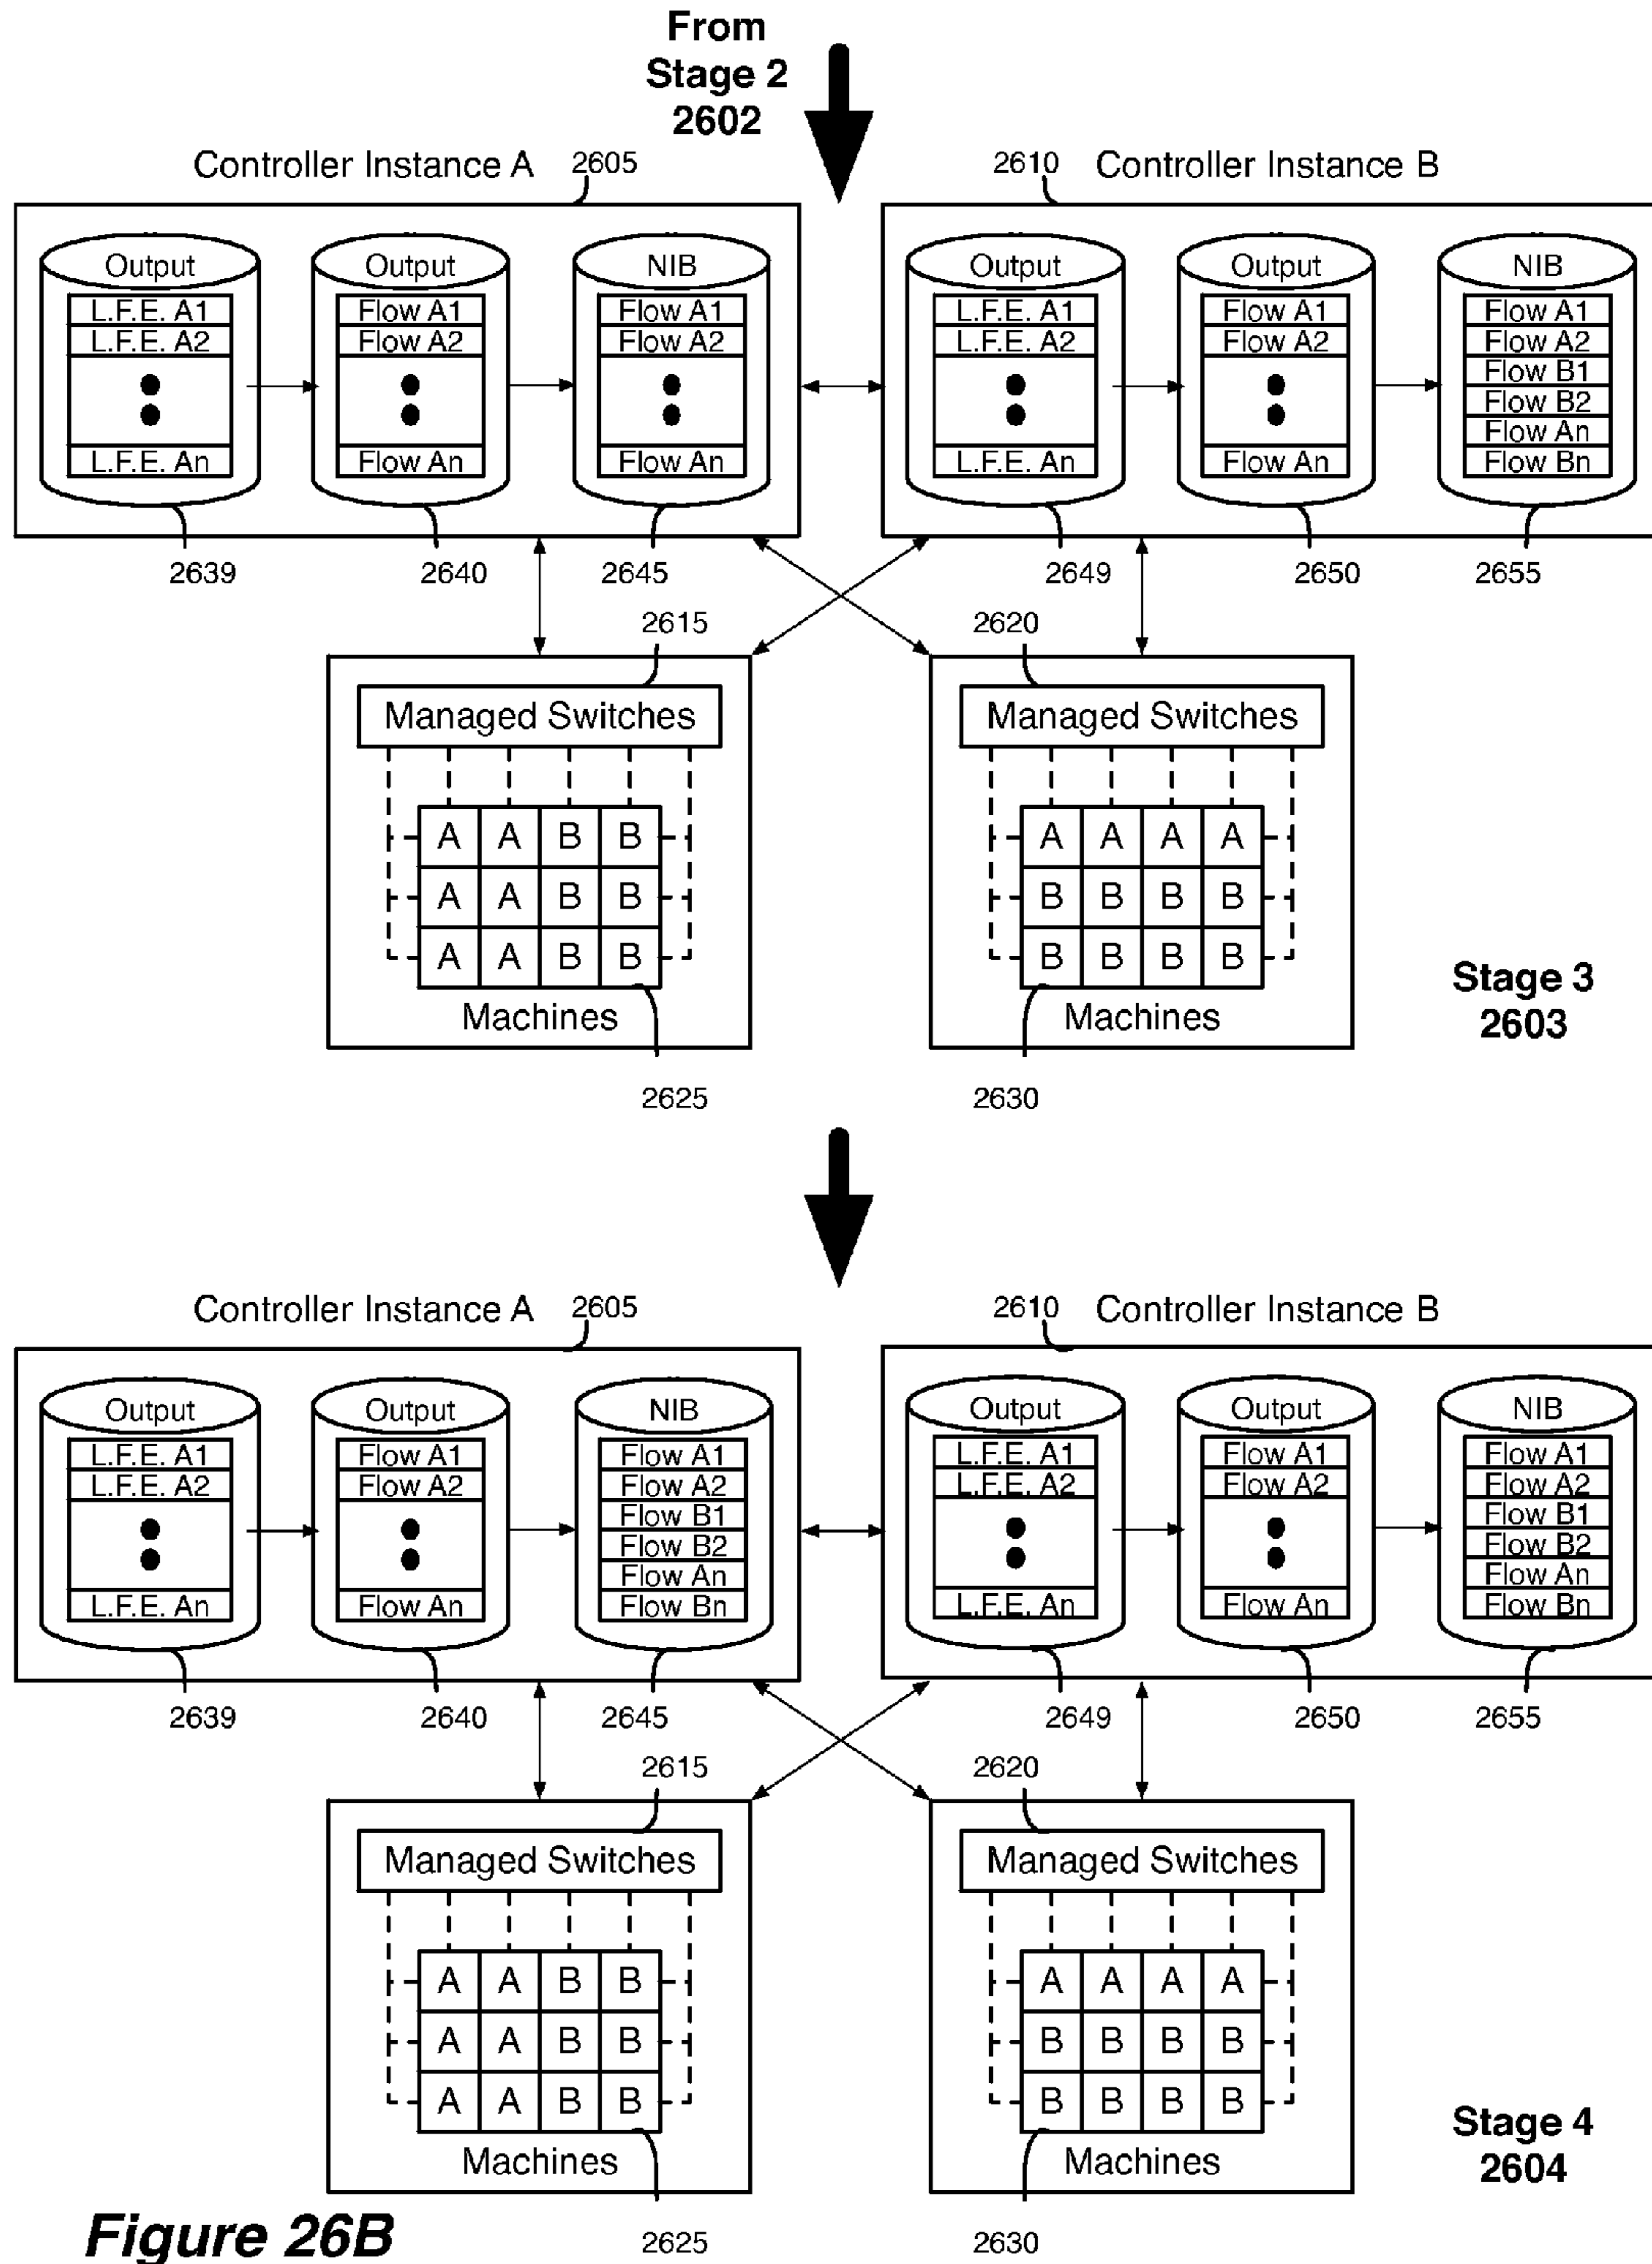 From
Stage 2
2602
Controller Instance A 2605
2610 Controller Instance B
Output
L.F.E. A1
L.F.E. A2
L.F.E. An
Output
Flow A1
Flow A2
Flow An
NIB
Flow A1
Flow A2
Flow An
Output
L.F.E. A1
L.F.E. A2
L.F.E. An
Output
Flow A1
Flow A2
Flow An
NIB
Flow A1
Flow A2
Flow B1
Flow B2
Flow An
Flow Bn
2639 2640 2645 2649 2650 2655
2615 2620
Managed Switches
A A B B
A A B B
A A B B
Machines
Managed Switches
A A A A
B B B B
B B B B
Machines
2625 2630
Stage 3
2603
Controller Instance A 2605
2610 Controller Instance B
Output
L.F.E. A1
L.F.E. A2
L.F.E. An
Output
Flow A1
Flow A2
Flow An
NIB
Flow A1
Flow A2
Flow B1
Flow B2
Flow An
Flow Bn
Output
L.F.E. A1
L.F.E. A2
L.F.E. An
Output
Flow A1
Flow A2
Flow An
NIB
Flow A1
Flow A2
Flow B1
Flow B2
Flow An
Flow Bn
2639 2640 2645 2649 2650 2655
2615 2620
Managed Switches
A A B B
A A B B
A A B B
Machines
Managed Switches
A A A A
B B B B
B B B B
Machines
Stage 4
2604
2625 2630
Figure 26B